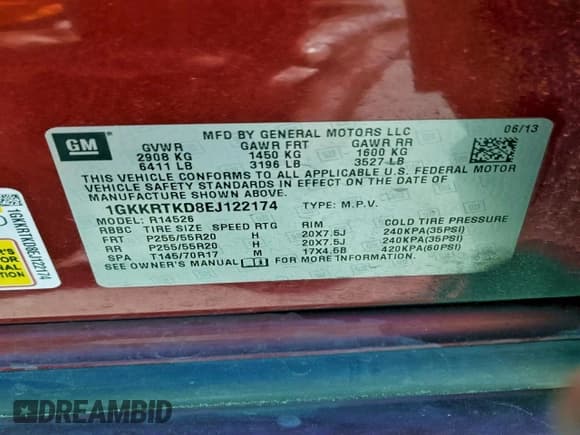 GM
MFD BY GENERAL MOTORS LLC
06/13
GVWR GAWR FRT GAWR RR
2908 KG 1450 KG 1600 KG
6411 LB 3196 LB 3527 LB
THIS VEHICLE CONFORMS TO ALL APPLICABLE U.S. FEDERAL MOTOR
VEHICLE SAFETY STANDARDS IN EFFECT ON THE DATE OF
MANUFACTURE SHOWN ABOVE.
1GKKRTKD8EJ122174 TYPE: M.P.V.
MODEL: R14526
RBBC TIRE SIZE SPEED RTG RIM COLD TIRE PRESSURE
FRT P255/55R20 H 20X7.5J 240KPA(35PSI)
RR P255/55R20 H 20X7.5J 240KPA(35PSI)
SPA T145/70R17 M 17X4.5B 420KPA(60PSI)
SEE OWNER'S MANUAL FOR MORE INFORMATION.
1GKKRTKD8EJ122174
DREAMBID